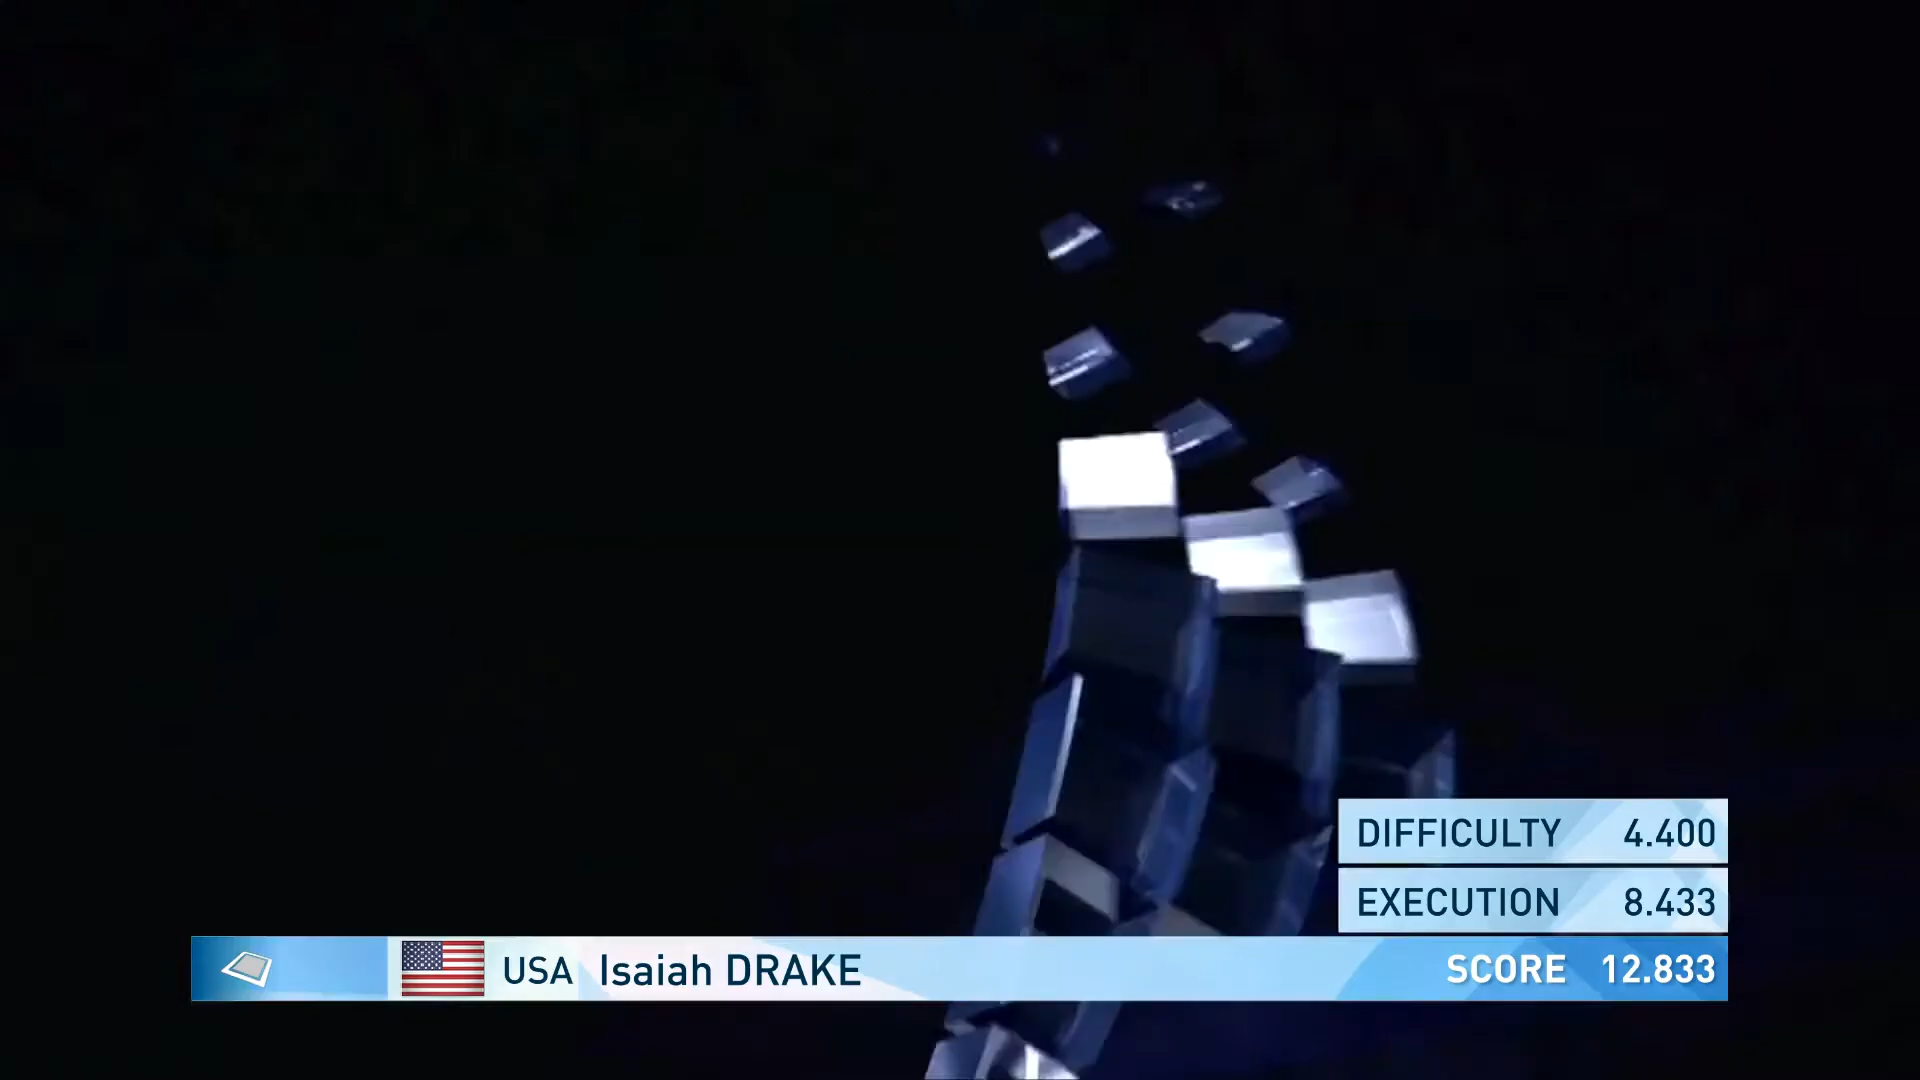 DIFFICULTY 4.400
EXECUTION 8.433
USA Isaiah DRAKE SCORE 12.833